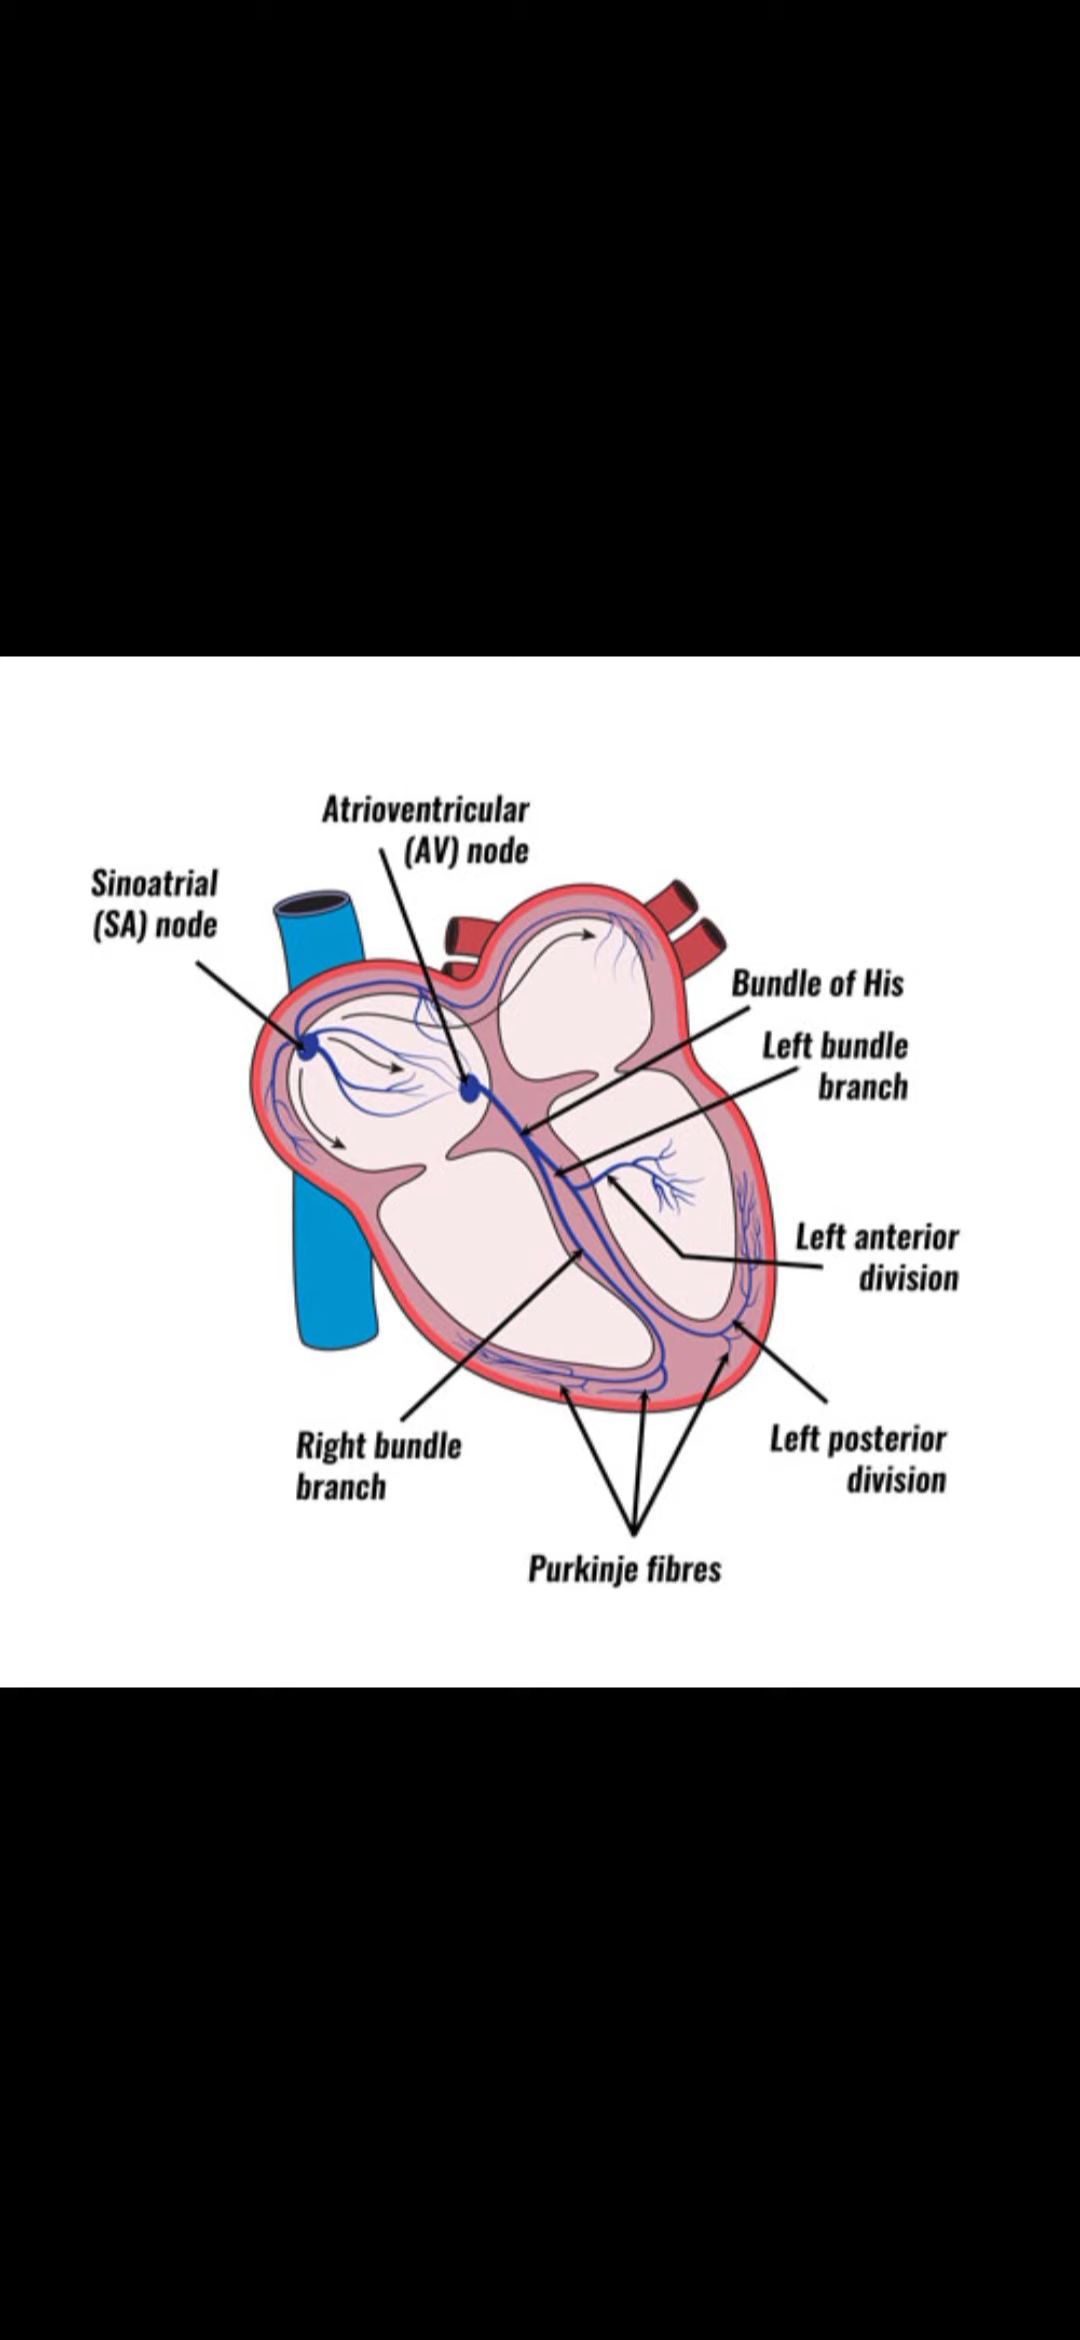 Atrioventricular
(AV) node
Sinoatrial
(SA) node
Bundle of His
Left bundle
branch
Left anterior
division
Left posterior
division
Right bundle
branch
Purkinje fibres